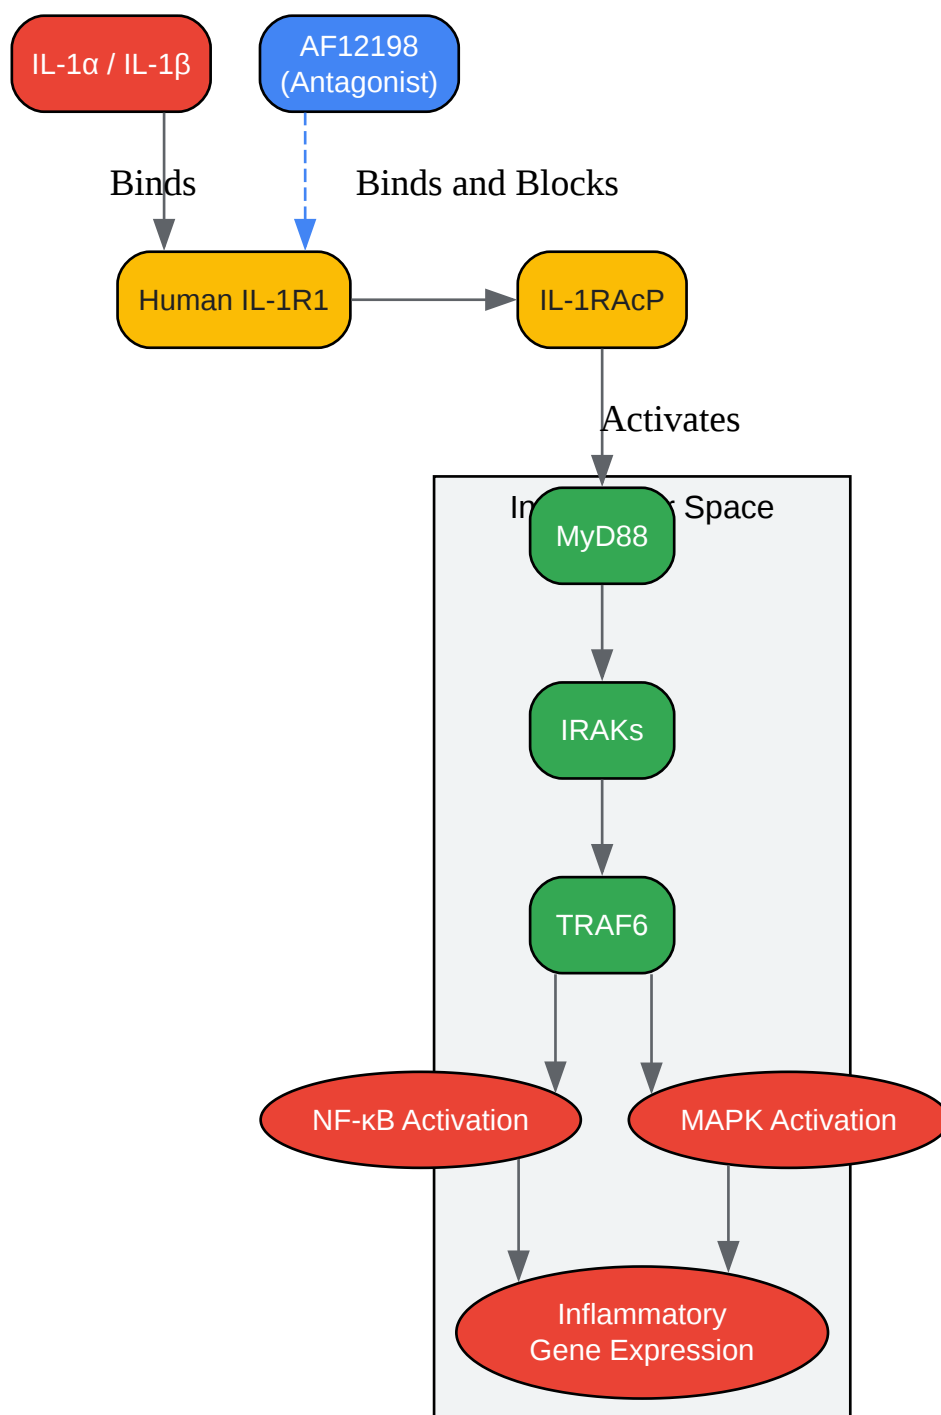 IL-1α / IL-1β
AF12198
(Antagonist)
Binds
Binds and Blocks
Human IL-1R1
IL-1RAcP
Activates
Space
MyD88
IRAKs
TRAF6
NF-κB Activation
MAPK Activation
Inflammatory
Gene Expression